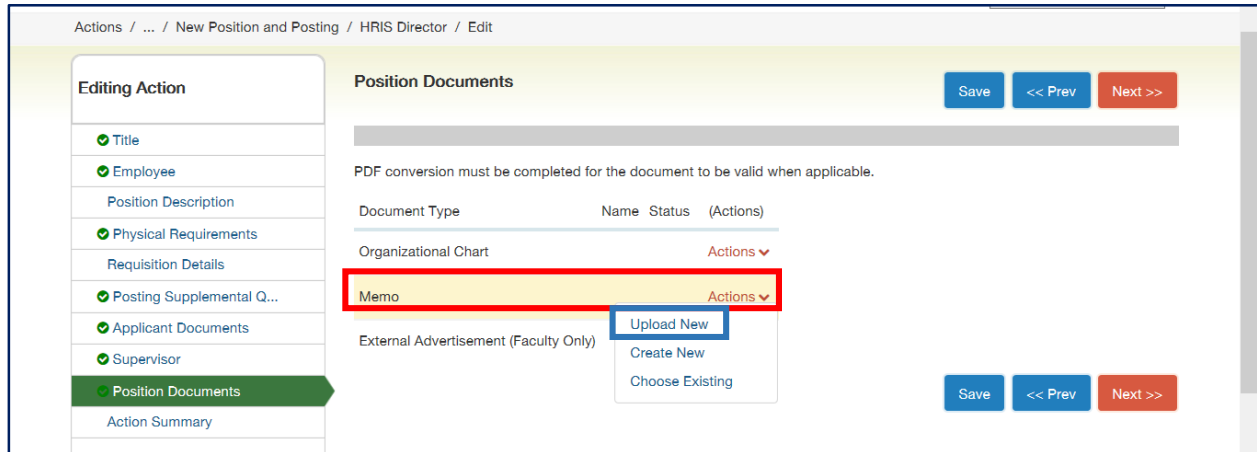 Actions / ... / New Position and Posting / HRIS Director / Edit
Editing Action
Title
Employee
Position Description
Physical Requirements
Requisition Details
Posting Supplemental Q...
Applicant Documents
Supervisor
Position Documents
Action Summary
Position Documents
Save << Prev Next >>
PDF conversion must be completed for the document to be valid when applicable.
Document Type Name Status (Actions)
Organizational Chart Actions
Memo Actions
Upload New
Create New
Choose Existing
External Advertisement (Faculty Only)
Save << Prev Next >>